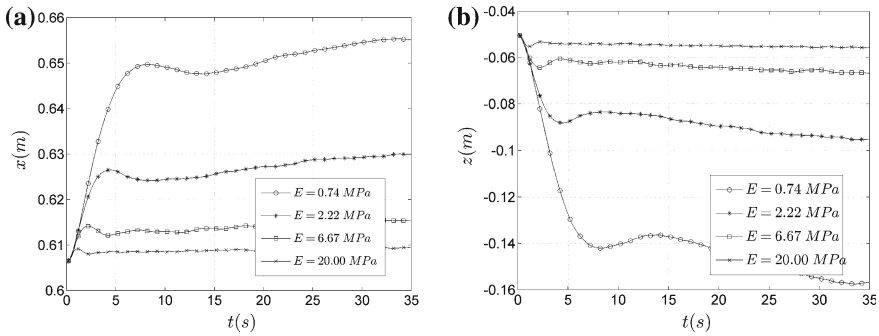 (a)
0.66
0.65
0.64
0.63
0.62
0.61
0.6
x(m)
0 5 10 15 20 25 30 35
t(s)
E = 0.74 MPa
E = 2.22 MPa
E = 6.67 MPa
E = 20.00 MPa
(b)
-0.04
-0.06
-0.08
-0.1
-0.12
-0.14
-0.16
z(m)
0 5 10 15 20 25 30 35
t(s)
E = 0.74 MPa
E = 2.22 MPa
E = 6.67 MPa
E = 20.00 MPa